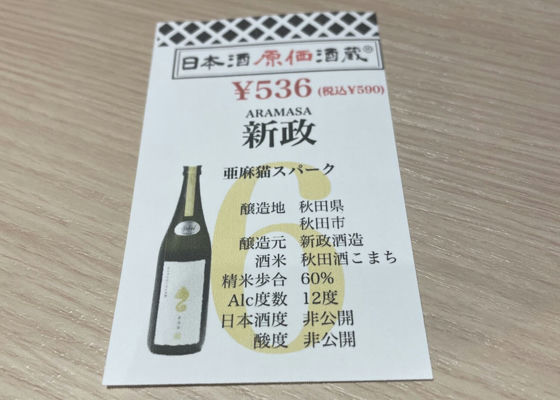 日本酒原価酒蔵®
¥536 (税込¥590)
ARAMASA
新政
6
亜麻猫スパーク
醸造地 秋田県
秋田市
醸造元 新政酒造
酒米 秋田酒こまち
精米歩合 60%
Alc度数 12度
日本酒度 非公開
酸度 非公開